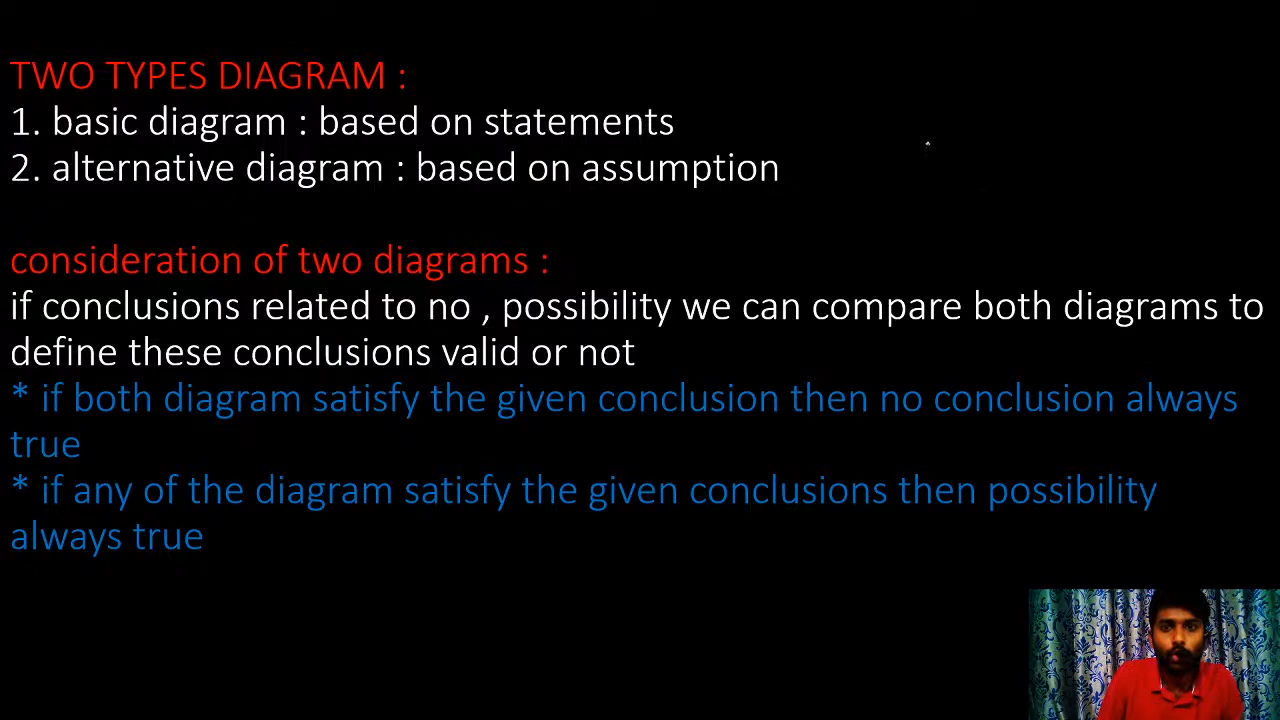 TWO TYPES DIAGRAM :
1. basic diagram : based on statements
2. alternative diagram : based on assumption
consideration of two diagrams :
if conclusions related to no , possibility we can compare both diagrams to
define these conclusions valid or not
* if both diagram satisfy the given conclusion then no conclusion always
true
* if any of the diagram satisfy the given conclusions then possibility
always true